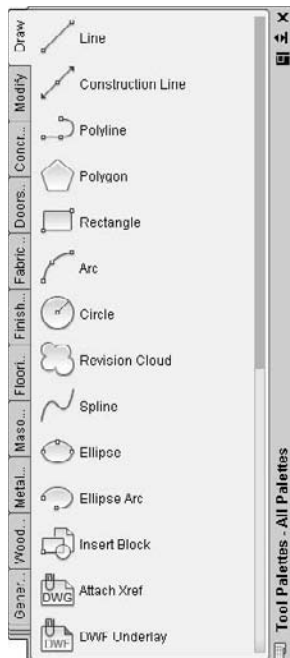 Draw
Modify
Concr...
Doors...
Fabric...
Finish...
Floori...
Maso...
Metal...
Wood...
Gener...
Line
Construction Line
Polyline
Polygon
Rectangle
Arc
Circle
Revision Cloud
Spline
Ellipse
Ellipse Arc
Insert Block
DWG
Attach Xref
DWF
DWF Underlay
Tool Palettes - All Palettes